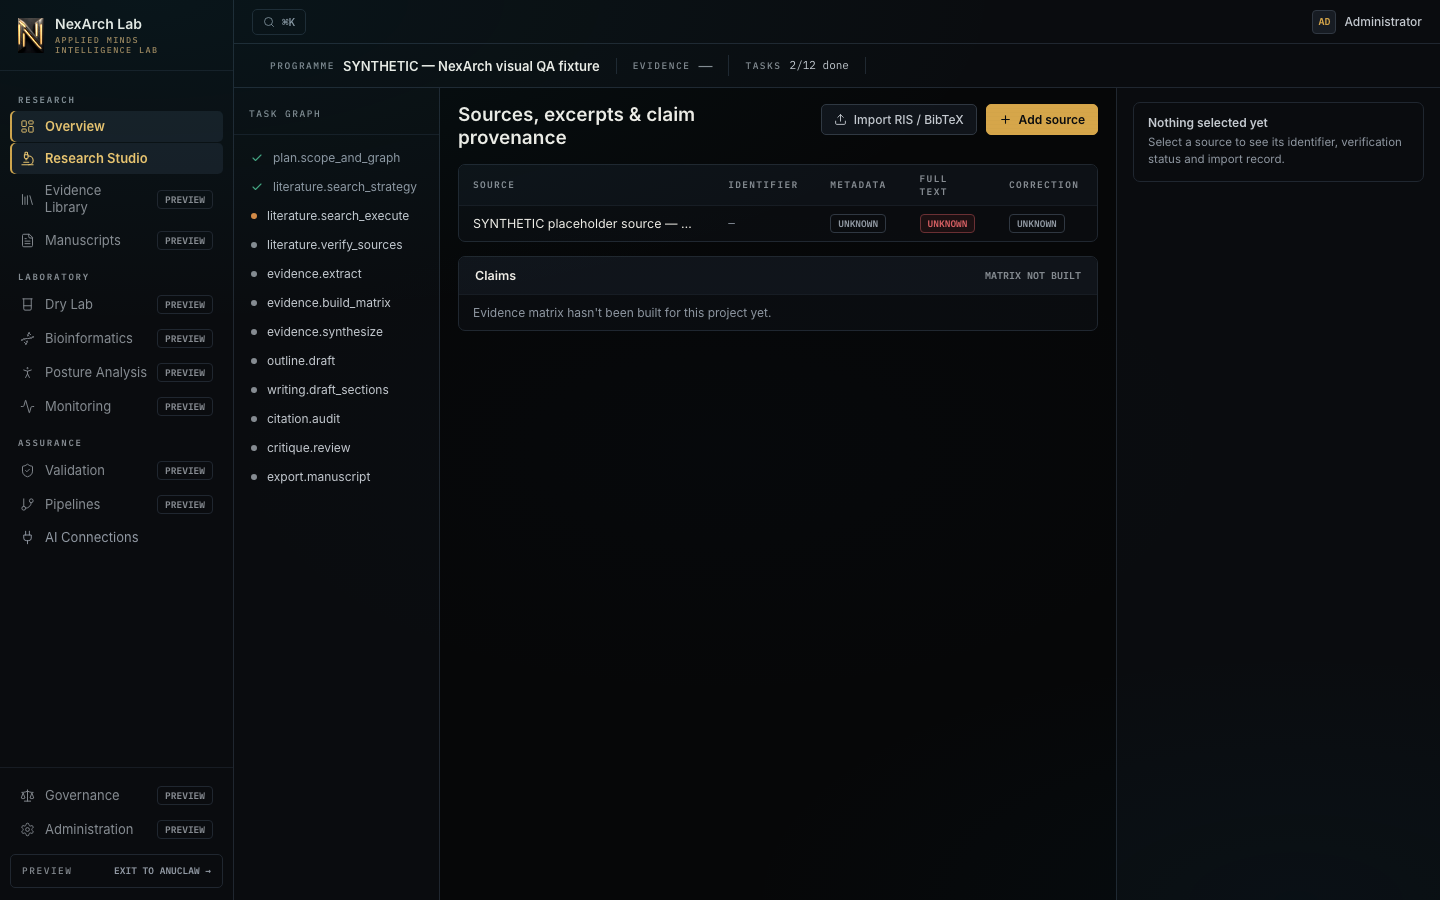 NexArch Lab
APPLIED MINDS
INTELLIGENCE LAB
RESEARCH
Overview
Research Studio
Evidence
Library
PREVIEW
Manuscripts
PREVIEW
LABORATORY
Dry Lab
PREVIEW
Bioinformatics
PREVIEW
Posture Analysis
PREVIEW
Monitoring
PREVIEW
ASSURANCE
Validation
PREVIEW
Pipelines
PREVIEW
AI Connections
Governance
PREVIEW
Administration
PREVIEW
PREVIEW
EXIT TO ANUCLAW →
⌘K
AD
Administrator
PROGRAMME SYNTHETIC — NexArch visual QA fixture
EVIDENCE —
TASKS 2/12 done
TASK GRAPH
plan.scope_and_graph
literature.search_strategy
literature.search_execute
literature.verify_sources
evidence.extract
evidence.build_matrix
evidence.synthesize
outline.draft
writing.draft_sections
citation.audit
critique.review
export.manuscript
Sources, excerpts & claim
provenance
Import RIS / BibTeX
+ Add source
SOURCE
IDENTIFIER
METADATA
FULL
TEXT
CORRECTION
SYNTHETIC placeholder source — ...
—
UNKNOWN
UNKNOWN
UNKNOWN
Claims
MATRIX NOT BUILT
Evidence matrix hasn't been built for this project yet.
Nothing selected yet
Select a source to see its identifier, verification
status and import record.